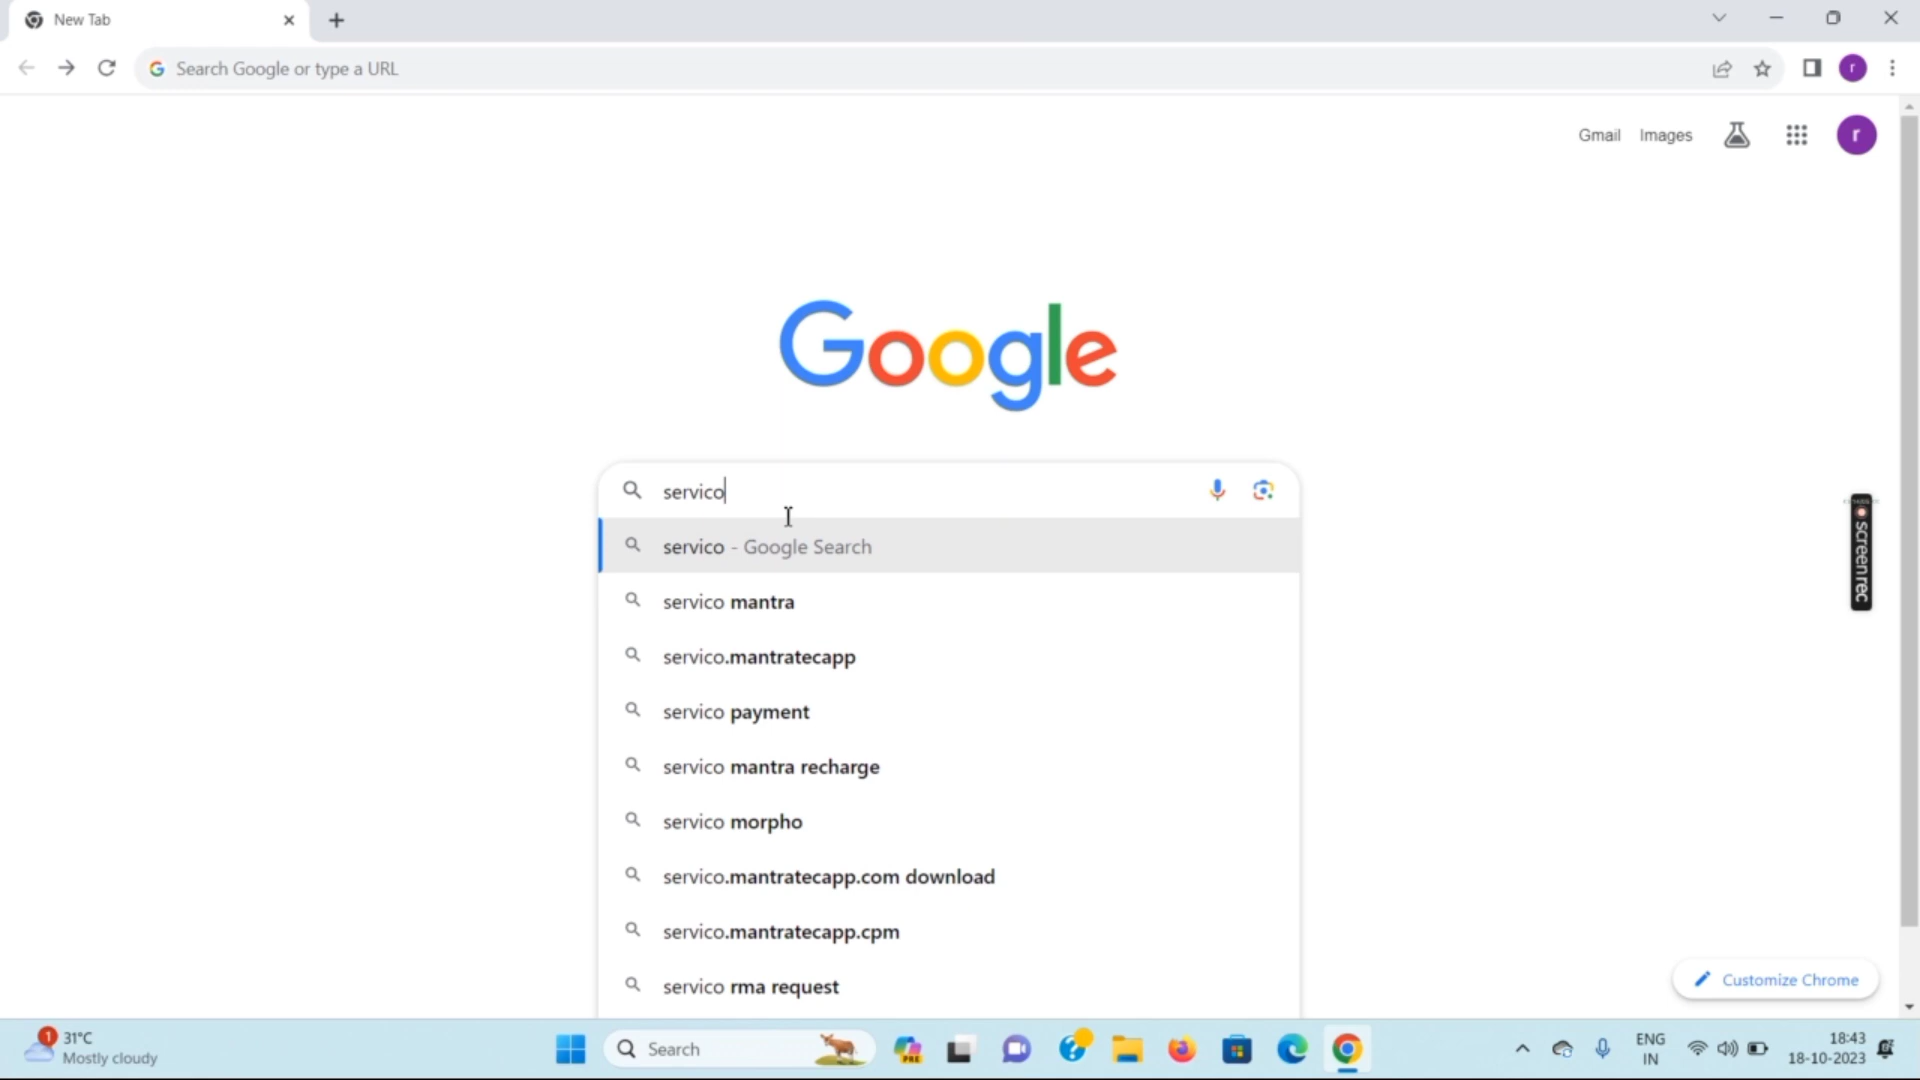 New Tab
Search Google or type a URL
r
Gmail Images
r
Google
servico
servico - Google Search
servico mantra
servico.mantratecapp
servico payment
servico mantra recharge
servico morpho
servico.mantratecapp.com download
servico.mantratecapp.cpm
servico rma request
screenrec
Customize Chrome
1
31°C
Mostly cloudy
Search
PRE
ENG
IN
18:43
18-10-2023